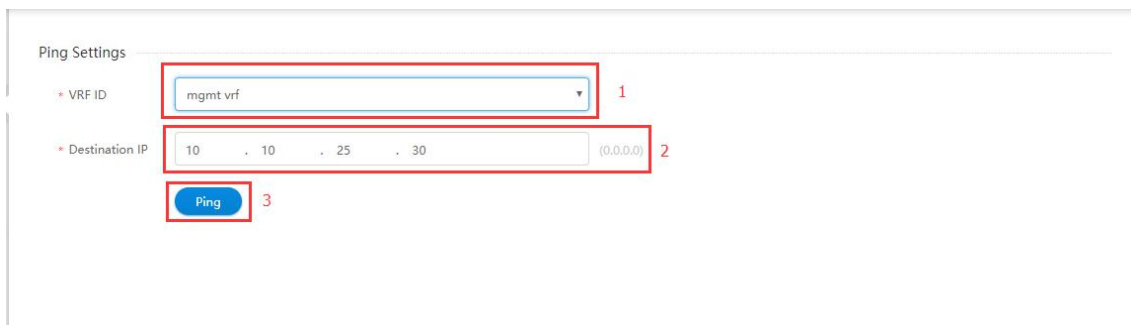 Ping Settings
* VRF ID mgmt vrf 1
* Destination IP 10 . 10 . 25 . 30 (0.0.0.0) 2
Ping 3